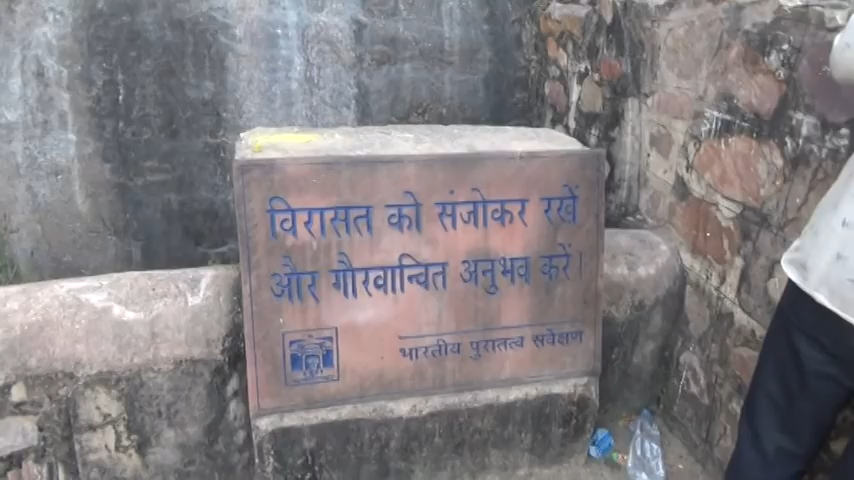 विरासत को संजोकर रखें
और गौरवान्वित अनुभव करें।
भारतीय पुरातत्व सर्वेक्षण